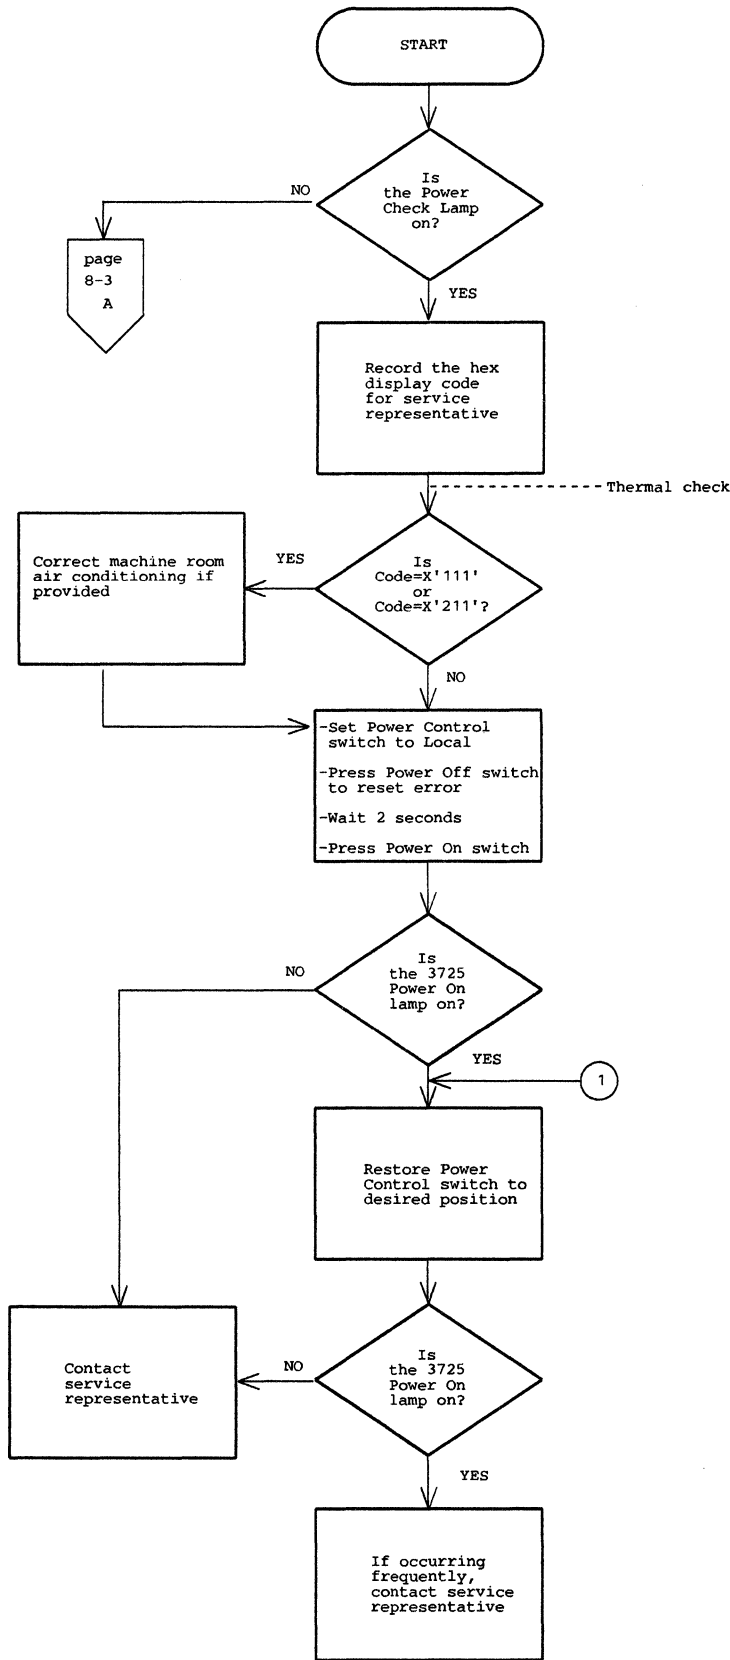 START
Is
the Power
Check Lamp
on?
NO
page
8-3
A
YES
Record the hex
display code
for service
representative
Thermal check
Is
Code=X'111'
or
Code=X'211'?
YES
Correct machine room
air conditioning if
provided
NO
-Set Power Control
switch to Local
-Press Power Off switch
to reset error
-Wait 2 seconds
-Press Power On switch
Is
the 3725
Power On
lamp on?
NO
YES
1
Restore Power
Control switch to
desired position
Is
the 3725
Power On
lamp on?
NO
Contact
service
representative
YES
If occurring
frequently,
contact service
representative